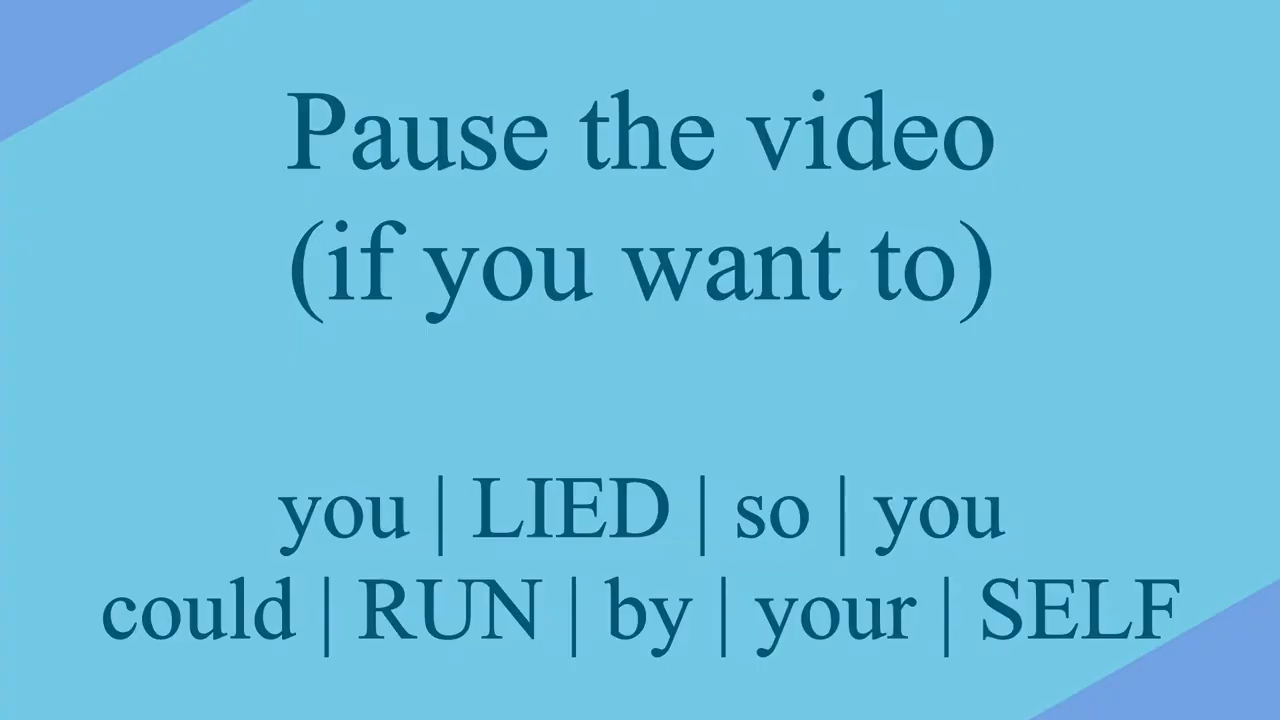 Pause the video
(if you want to)
you | LIED | so | you
could | RUN | by | your | SELF